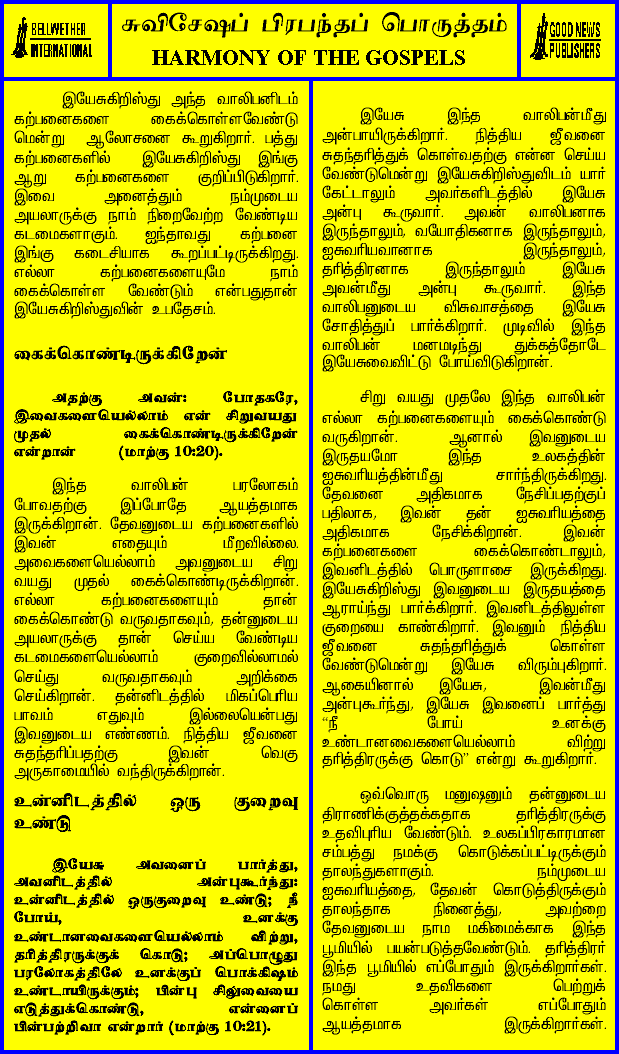 BELLWETHER
INTERNATIONAL
சுவிசேஷப் பிரபந்தப் பொருத்தம்
HARMONY OF THE GOSPELS
GOOD NEWS
PUBLISHERS
இயேசுகிறிஸ்து அந்த வாலிபனிடம்
கற்பனைகளை கைக்கொள்ளவேண்டு
மென்று ஆலோசனை கூறுகிறார். பத்து
கற்பனைகளில் இயேசுகிறிஸ்து இங்கு
ஆறு கற்பனைகளை குறிப்பிடுகிறார்.
இவை அனைத்தும் நம்முடைய
அயலாருக்கு நாம் நிறைவேற்ற வேண்டிய
கடமைகளாகும். ஐந்தாவது கற்பனை
இங்கு கடைசியாக கூறப்பட்டிருக்கிறது.
எல்லா கற்பனைகளையுமே நாம்
கைக்கொள்ள வேண்டும் என்பதுதான்
இயேசுகிறிஸ்துவின் உபதேசம்.
கைக்கொண்டிருக்கிறேன்
அதற்கு அவன்: போதகரே,
இவைகளையெல்லாம் என் சிறுவயது
முதல் கைக்கொண்டிருக்கிறேன்
என்றான் (மாற்கு 10:20).
இந்த வாலிபன் பரலோகம்
போவதற்கு இப்போதே ஆயத்தமாக
இருக்கிறான். தேவனுடைய கற்பனைகளில்
இவன் எதையும் மீறவில்லை.
அவைகளையெல்லாம் அவனுடைய சிறு
வயது முதல் கைக்கொண்டிருக்கிறான்.
எல்லா கற்பனைகளையும் தான்
கைக்கொண்டு வருவதாகவும், தன்னுடைய
அயலாருக்கு தான் செய்ய வேண்டிய
கடமைகளையெல்லாம் குறைவில்லாமல்
செய்து வருவதாகவும் அறிக்கை
செய்கிறான். தன்னிடத்தில் மிகப்பெரிய
பாவம் எதுவும் இல்லையென்பது
இவனுடைய எண்ணம். நித்திய ஜீவனை
சுதந்தரிப்பதற்கு இவன் வெகு
அருகாமையில் வந்திருக்கிறான்.
உன்னிடத்தில் ஒரு குறைவு
உண்டு
இயேசு அவனைப் பார்த்து,
அவனிடத்தில் அன்புகூர்ந்து:
உன்னிடத்தில் ஒருகுறைவு உண்டு; நீ
போய், உனக்கு
உண்டானவைகளையெல்லாம் விற்று,
தரித்திரருக்குக் கொடு; அப்பொழுது
பரலோகத்திலே உனக்குப் பொக்கிஷம்
உண்டாயிருக்கும்; பின்பு சிலுவையை
எடுத்துக்கொண்டு, என்னைப்
பின்பற்றிவா என்றார் (மாற்கு 10:21).
இயேசு இந்த வாலிபன்மீது
அன்பாயிருக்கிறார். நித்திய ஜீவனை
சுதந்தரித்துக் கொள்வதற்கு என்ன செய்ய
வேண்டுமென்று இயேசுகிறிஸ்துவிடம் யார்
கேட்டாலும் அவர்களிடத்தில் இயேசு
அன்பு கூருவார். அவன் வாலிபனாக
இருந்தாலும், வயோதிகனாக இருந்தாலும்,
ஐசுவரியவானாக இருந்தாலும்,
தரித்திரனாக இருந்தாலும் இயேசு
அவன்மீது அன்பு கூருவார். இந்த
வாலிபனுடைய விசுவாசத்தை இயேசு
சோதித்துப் பார்க்கிறார். முடிவில் இந்த
வாலிபன் மனமடிந்து துக்கத்தோடே
இயேசுவைவிட்டு போய்விடுகிறான்.
சிறு வயது முதலே இந்த வாலிபன்
எல்லா கற்பனைகளையும் கைக்கொண்டு
வருகிறான். ஆனால் இவனுடைய
இருதயமோ இந்த உலகத்தின்
ஐசுவரியத்தின்மீது சார்ந்திருக்கிறது.
தேவனை அதிகமாக நேசிப்பதற்குப்
பதிலாக, இவன் தன் ஐசுவரியத்தை
அதிகமாக நேசிக்கிறான். இவன்
கற்பனைகளை கைக்கொண்டாலும்,
இவனிடத்தில் பொருளாசை இருக்கிறது.
இயேசுகிறிஸ்து இவனுடைய இருதயத்தை
ஆராய்ந்து பார்க்கிறார். இவனிடத்திலுள்ள
குறையை காண்கிறார். இவனும் நித்திய
ஜீவனை சுதந்தரித்துக் கொள்ள
வேண்டுமென்று இயேசு விரும்புகிறார்.
ஆகையினால் இயேசு, இவன்மீது
அன்புகூர்ந்து, இயேசு இவனைப் பார்த்து
“நீ போய் உனக்கு
உண்டானவைகளையெல்லாம் விற்று
தரித்திரருக்கு கொடு” என்று கூறுகிறார்.
ஒவ்வொரு மனுஷனும் தன்னுடைய
திராணிக்குத்தக்கதாக தரித்திரருக்கு
உதவிபுரிய வேண்டும். உலகப்பிரகாரமான
சம்பத்து நமக்கு கொடுக்கப்பட்டிருக்கும்
தாலந்துகளாகும். நம்முடைய
ஐசுவரியத்தை, தேவன் கொடுத்திருக்கும்
தாலந்தாக நினைத்து, அவற்றை
தேவனுடைய நாம மகிமைக்காக இந்த
பூமியில் பயன்படுத்தவேண்டும். தரித்திரர்
இந்த பூமியில் எப்போதும் இருக்கிறார்கள்.
நமது உதவிகளை பெற்றுக்
கொள்ள அவர்கள் எப்போதும்
ஆயத்தமாக இருக்கிறார்கள்.